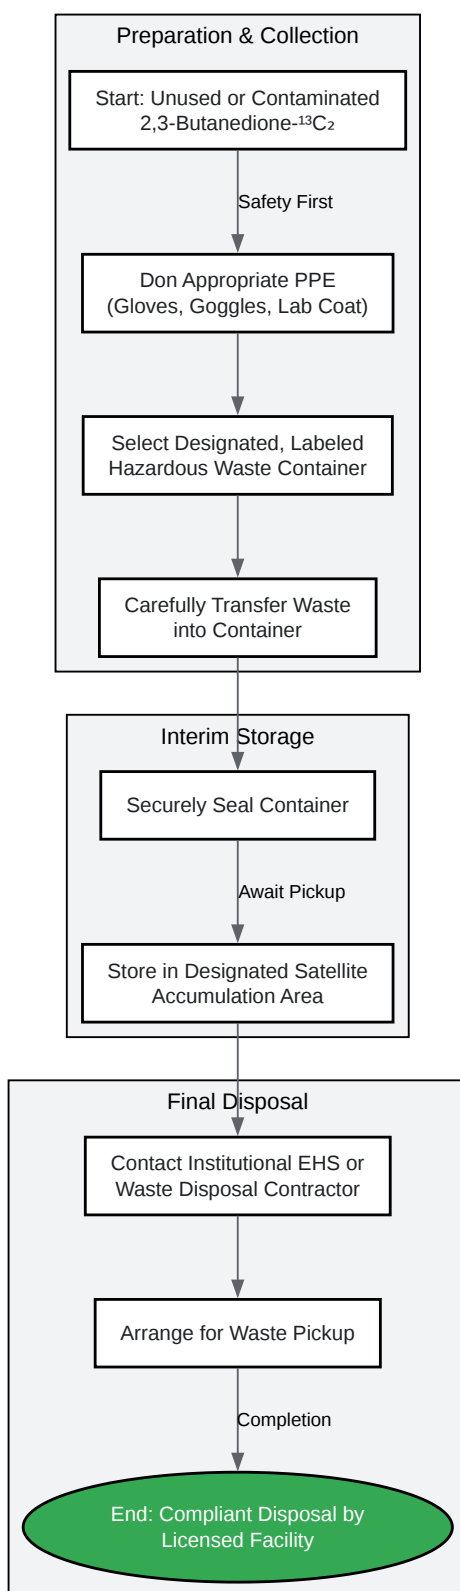 Preparation & Collection
Start: Unused or Contaminated
2,3-Butanedione-¹³C₂
Safety First
Don Appropriate PPE
(Gloves, Goggles, Lab Coat)
Select Designated, Labeled
Hazardous Waste Container
Carefully Transfer Waste
into Container
Interim Storage
Securely Seal Container
Await Pickup
Store in Designated Satellite
Accumulation Area
Final Disposal
Contact Institutional EHS or
Waste Disposal Contractor
Arrange for Waste Pickup
Completion
End: Compliant Disposal by
Licensed Facility